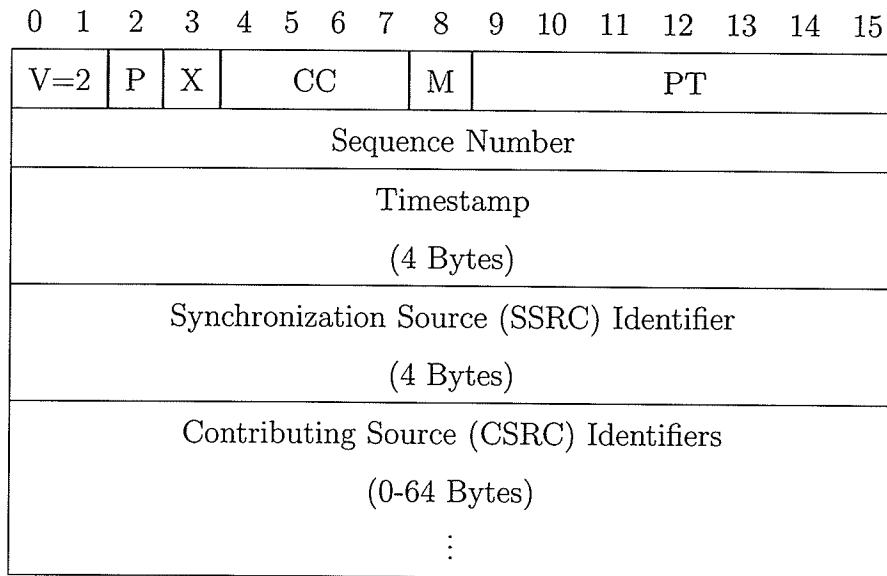 0 1 2 3 4 5 6 7 8 9 10 11 12 13 14 15
V=2 P X CC M PT
Sequence Number
Timestamp
(4 Bytes)
Synchronization Source (SSRC) Identifier
(4 Bytes)
Contributing Source (CSRC) Identifiers
(0-64 Bytes)
⋮